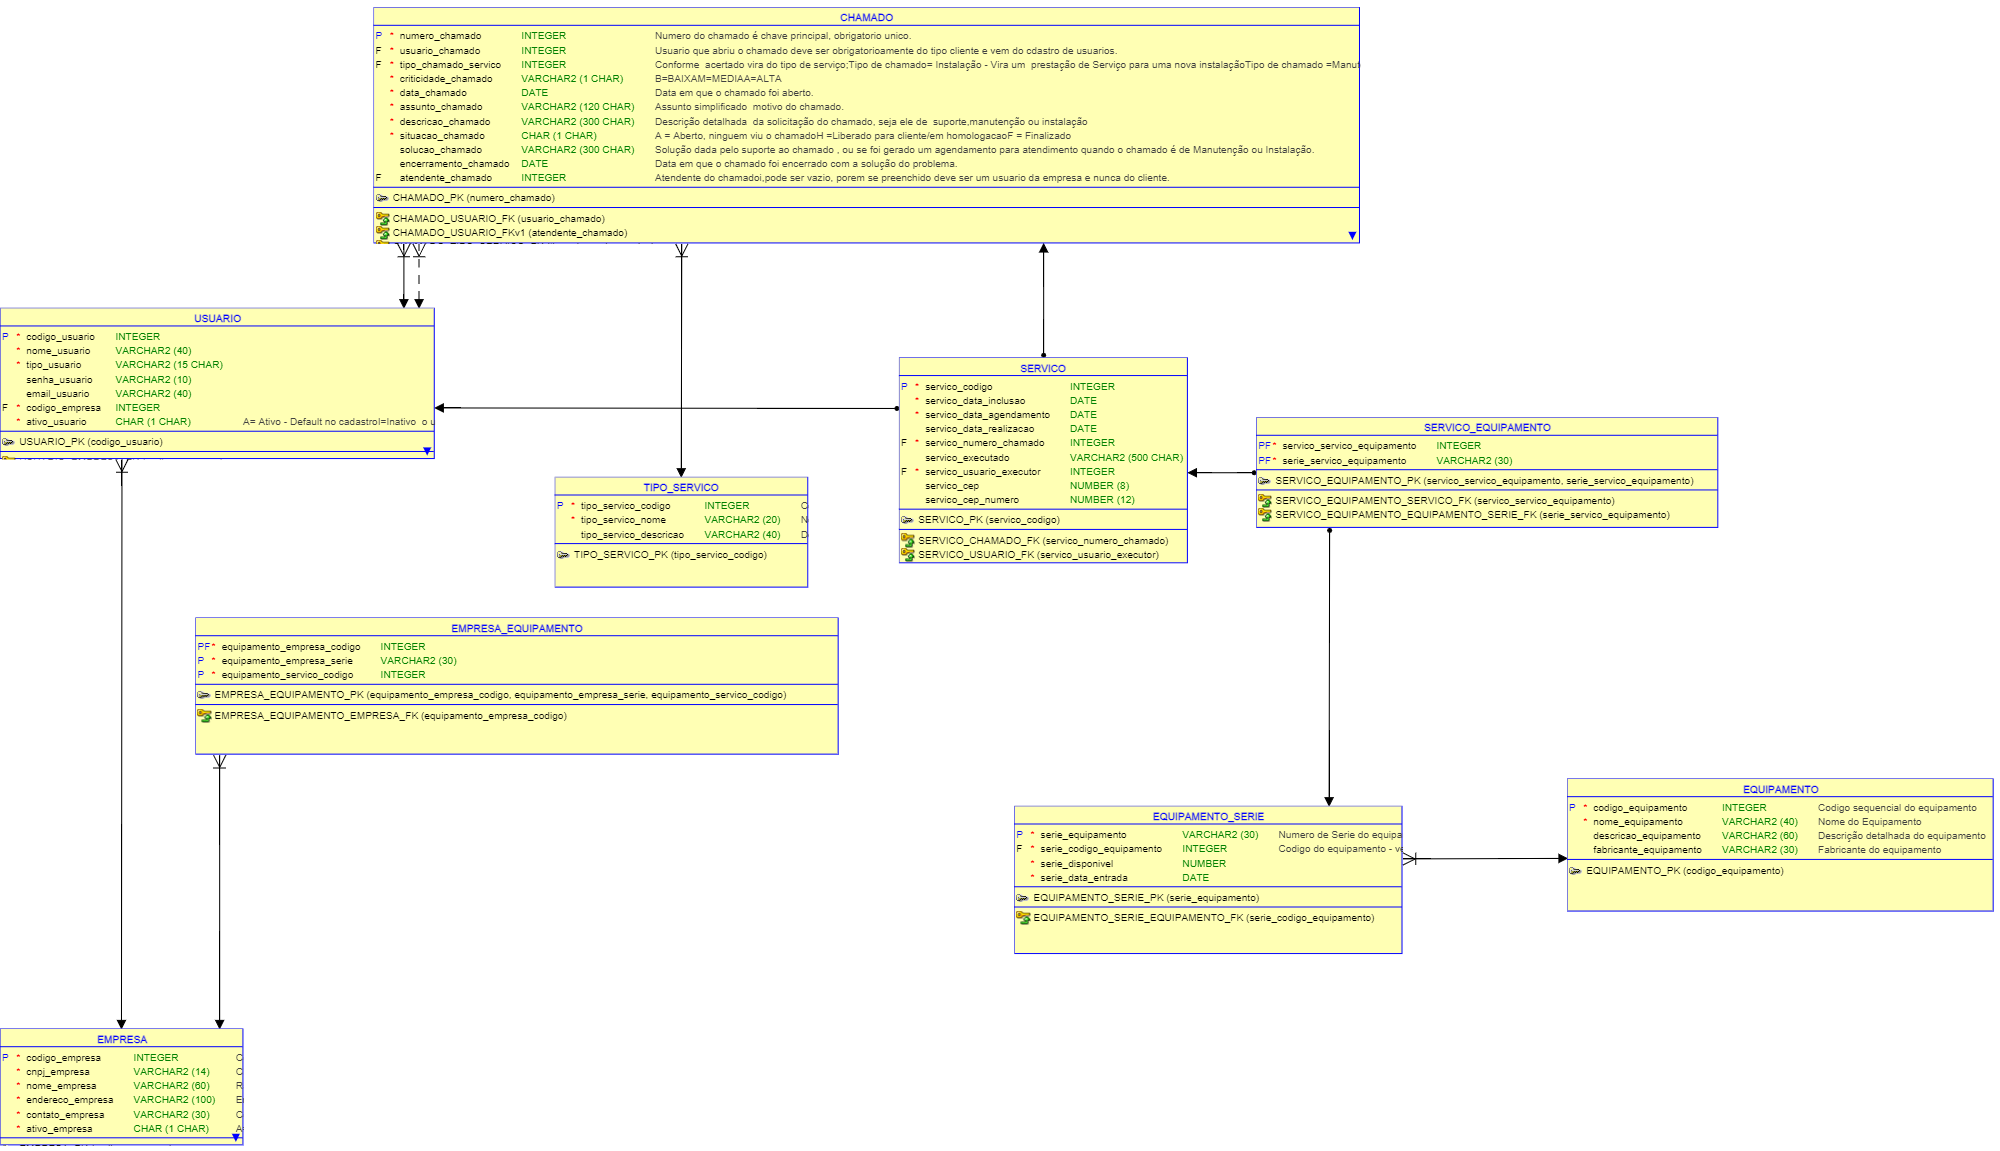 CHAMADO
P * numero_chamado INTEGER Numero do chamado é chave principal, obrigatorio unico.
F * usuario_chamado INTEGER Usuario que abriu o chamado deve ser obrigatorioamente do tipo cliente e vem do cdastro de usuarios.
F * tipo_chamado_servico INTEGER Conforme acertado vira do tipo de serviço;Tipo de chamado= Instalação - Vira um prestação de Serviço para uma nova instalaçãoTipo de chamado =Manut
* criticidade_chamado VARCHAR2 (1 CHAR) B=BAIXAM=MEDIAA=ALTA
* data_chamado DATE Data em que o chamado foi aberto.
* assunto_chamado VARCHAR2 (120 CHAR) Assunto simplificado motivo do chamado.
* descricao_chamado VARCHAR2 (300 CHAR) Descrição detalhada da solicitação do chamado, seja ele de suporte,manutenção ou instalação
* situacao_chamado CHAR (1 CHAR) A = Aberto, ninguem viu o chamadoH =Liberado para cliente/em homologacaoF = Finalizado
solucao_chamado VARCHAR2 (300 CHAR) Solução dada pelo suporte ao chamado , ou se foi gerado um agendamento para atendimento quando o chamado é de Manutenção ou Instalação.
encerramento_chamado DATE Data em que o chamado foi encerrado com a solução do problema.
F atendente_chamado INTEGER Atendente do chamadoi,pode ser vazio, porem se preenchido deve ser um usuario da empresa e nunca do cliente.
CHAMADO_PK (numero_chamado)
CHAMADO_USUARIO_FK (usuario_chamado)
CHAMADO_USUARIO_FKv1 (atendente_chamado)
USUARIO
P * codigo_usuario INTEGER
* nome_usuario VARCHAR2 (40)
* tipo_usuario VARCHAR2 (15 CHAR)
senha_usuario VARCHAR2 (10)
email_usuario VARCHAR2 (40)
F * codigo_empresa INTEGER
* ativo_usuario CHAR (1 CHAR) A= Ativo - Default no cadastroI=Inativo o u
USUARIO_PK (codigo_usuario)
SERVICO
P * servico_codigo INTEGER
* servico_data_inclusao DATE
* servico_data_agendamento DATE
servico_data_realizacao DATE
F * servico_numero_chamado INTEGER
servico_executado VARCHAR2 (500 CHAR)
F * servico_usuario_executor INTEGER
servico_cep NUMBER (8)
servico_cep_numero NUMBER (12)
SERVICO_PK (servico_codigo)
SERVICO_CHAMADO_FK (servico_numero_chamado)
SERVICO_USUARIO_FK (servico_usuario_executor)
SERVICO_EQUIPAMENTO
PF* servico_servico_equipamento INTEGER
PF* serie_servico_equipamento VARCHAR2 (30)
SERVICO_EQUIPAMENTO_PK (servico_servico_equipamento, serie_servico_equipamento)
SERVICO_EQUIPAMENTO_SERVICO_FK (servico_servico_equipamento)
SERVICO_EQUIPAMENTO_EQUIPAMENTO_SERIE_FK (serie_servico_equipamento)
TIPO_SERVICO
P * tipo_servico_codigo INTEGER C
* tipo_servico_nome VARCHAR2 (20) N
tipo_servico_descricao VARCHAR2 (40) D
TIPO_SERVICO_PK (tipo_servico_codigo)
EMPRESA_EQUIPAMENTO
PF* equipamento_empresa_codigo INTEGER
P * equipamento_empresa_serie VARCHAR2 (30)
P * equipamento_servico_codigo INTEGER
EMPRESA_EQUIPAMENTO_PK (equipamento_empresa_codigo, equipamento_empresa_serie, equipamento_servico_codigo)
EMPRESA_EQUIPAMENTO_EMPRESA_FK (equipamento_empresa_codigo)
EQUIPAMENTO_SERIE
P * serie_equipamento VARCHAR2 (30) Numero de Serie do equipa
F * serie_codigo_equipamento INTEGER Codigo do equipamento - v
* serie_disponivel NUMBER
* serie_data_entrada DATE
EQUIPAMENTO_SERIE_PK (serie_equipamento)
EQUIPAMENTO_SERIE_EQUIPAMENTO_FK (serie_codigo_equipamento)
EQUIPAMENTO
P * codigo_equipamento INTEGER Codigo sequencial do equipamento
* nome_equipamento VARCHAR2 (40) Nome do Equipamento
descricao_equipamento VARCHAR2 (60) Descrição detalhada do equipamento
fabricante_equipamento VARCHAR2 (30) Fabricante do equipamento
EQUIPAMENTO_PK (codigo_equipamento)
EMPRESA
P * codigo_empresa INTEGER C
* cnpj_empresa VARCHAR2 (14) C
* nome_empresa VARCHAR2 (60) R
* endereco_empresa VARCHAR2 (100) E
* contato_empresa VARCHAR2 (30) C
* ativo_empresa CHAR (1 CHAR) A